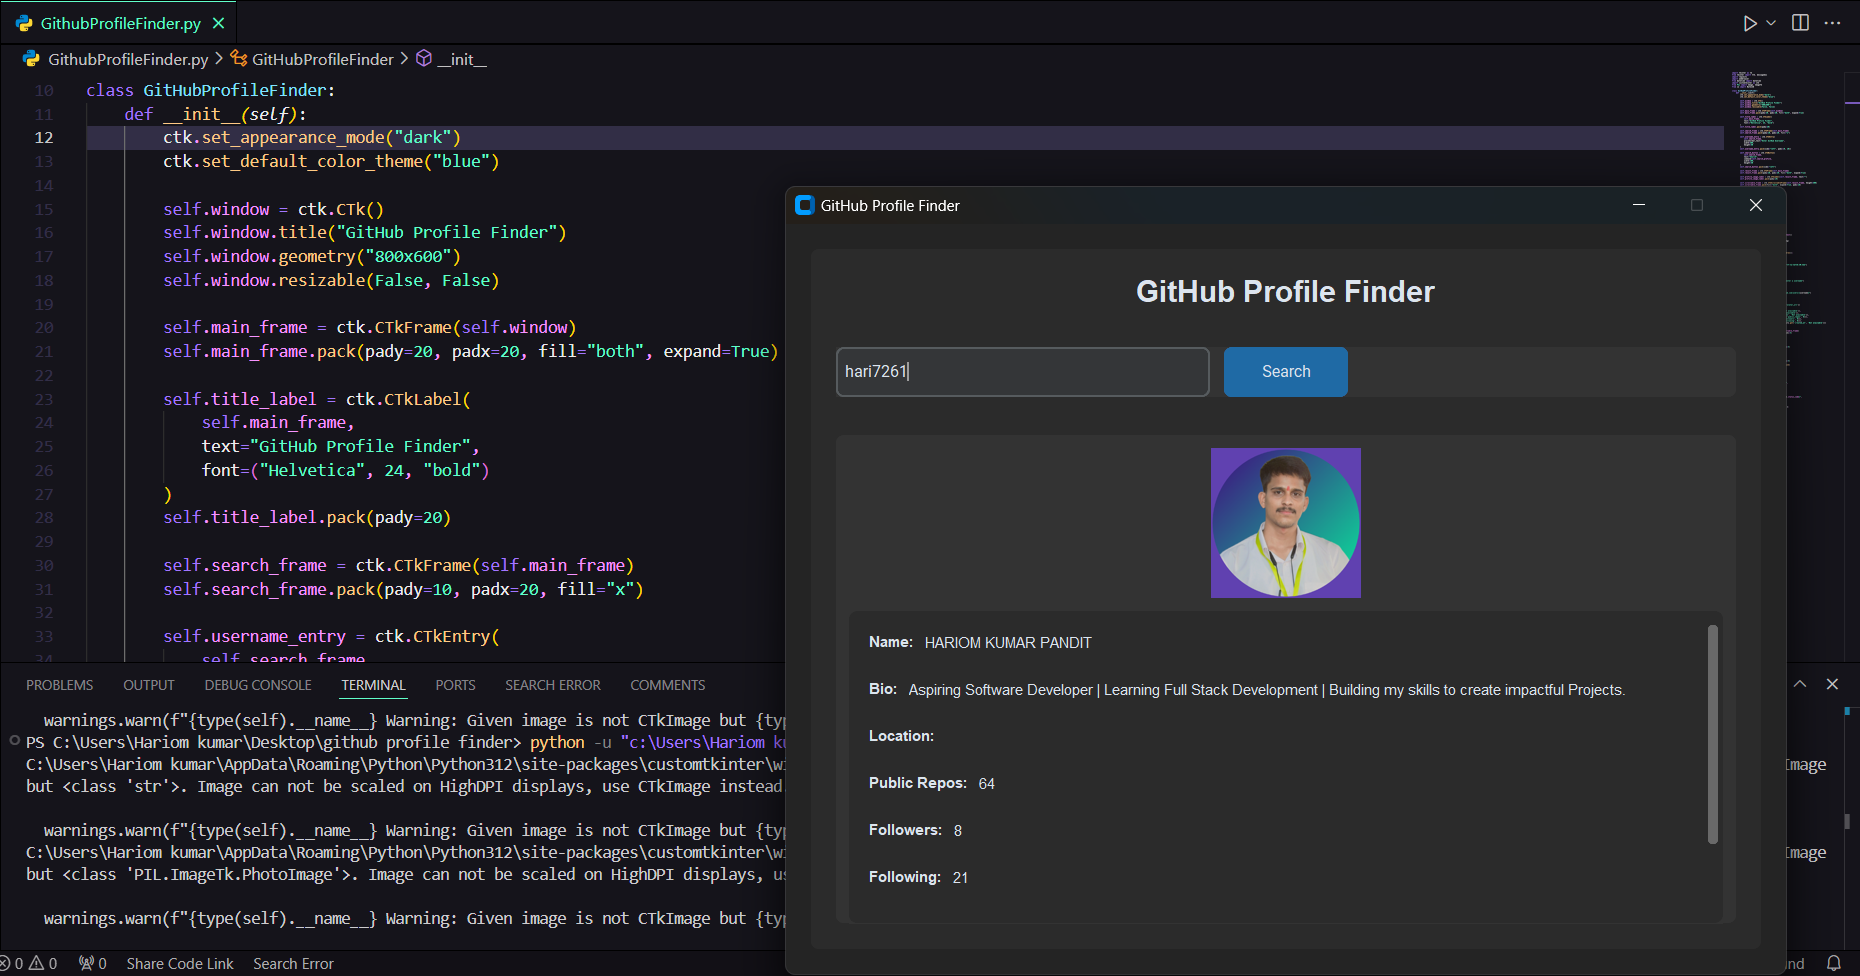 GithubProfileFinder.py
GithubProfileFinder.py > GitHubProfileFinder > __init__
10 class GitHubProfileFinder:
11 def __init__(self):
12 ctk.set_appearance_mode("dark")
13 ctk.set_default_color_theme("blue")
14
15 self.window = ctk.CTk()
16 self.window.title("GitHub Profile Finder")
17 self.window.geometry("800x600")
18 self.window.resizable(False, False)
19
20 self.main_frame = ctk.CTkFrame(self.window)
21 self.main_frame.pack(pady=20, padx=20, fill="both", expand=True)
22
23 self.title_label = ctk.CTkLabel(
24 self.main_frame,
25 text="GitHub Profile Finder",
26 font=("Helvetica", 24, "bold")
27 )
28 self.title_label.pack(pady=20)
29
30 self.search_frame = ctk.CTkFrame(self.main_frame)
31 self.search_frame.pack(pady=10, padx=20, fill="x")
32
33 self.username_entry = ctk.CTkEntry(
34 self.search_frame
PROBLEMS OUTPUT DEBUG CONSOLE TERMINAL PORTS SEARCH ERROR COMMENTS
warnings.warn(f"{type(self).__name__} Warning: Given image is not CTkImage but {typ
PS C:\Users\Hariom kumar\Desktop\github profile finder> python -u "c:\Users\Hariom ku
C:\Users\Hariom kumar\AppData\Roaming\Python\Python312\site-packages\customtkinter\wi
Image
but <class 'str'>. Image can not be scaled on HighDPI displays, use CTkImage instead.
warnings.warn(f"{type(self).__name__} Warning: Given image is not CTkImage but {typ
C:\Users\Hariom kumar\AppData\Roaming\Python\Python312\site-packages\customtkinter\wi
Image
but <class 'PIL.ImageTk.PhotoImage'>. Image can not be scaled on HighDPI displays, us
warnings.warn(f"{type(self).__name__} Warning: Given image is not CTkImage but {typ
0 0 0 Share Code Link Search Error
nd
GitHub Profile Finder
GitHub Profile Finder
hari7261
Search
Name: HARIOM KUMAR PANDIT
Bio: Aspiring Software Developer | Learning Full Stack Development | Building my skills to create impactful Projects.
Location:
Public Repos: 64
Followers: 8
Following: 21